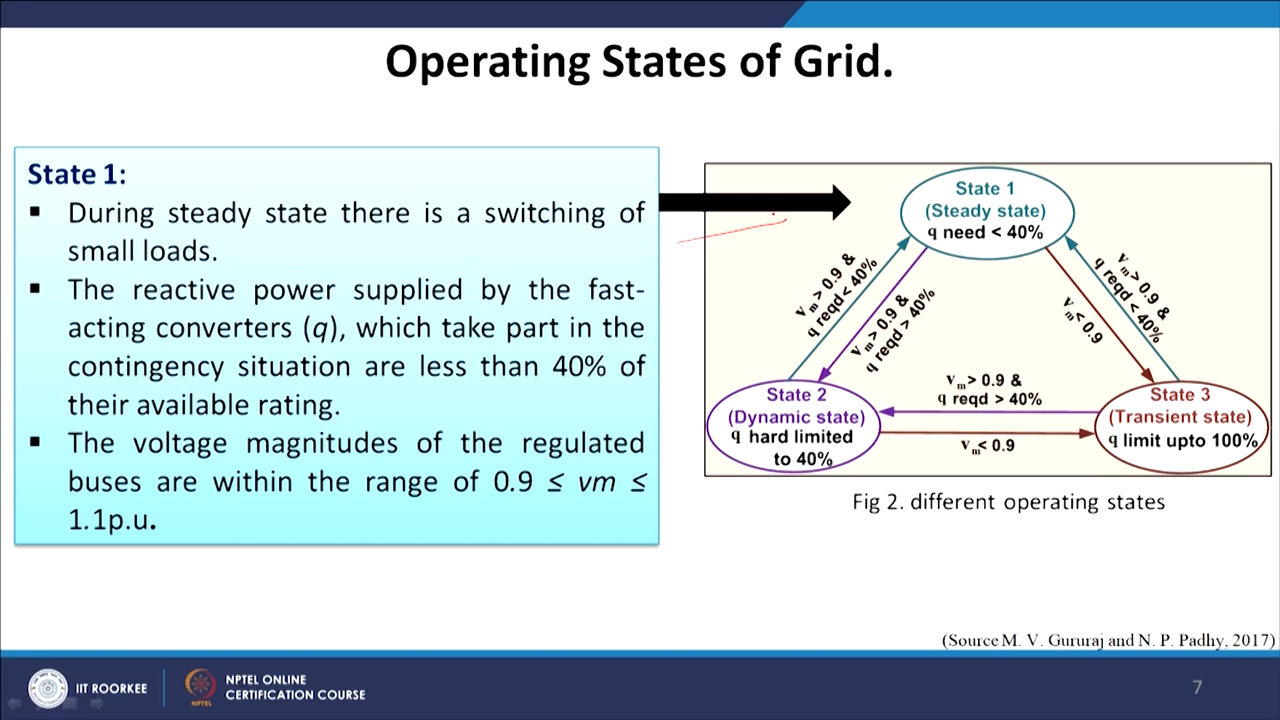 Operating States of Grid.
State 1:
▪ During steady state there is a switching of
small loads.
▪ The reactive power supplied by the fast-
acting converters (q), which take part in the
contingency situation are less than 40% of
their available rating.
▪ The voltage magnitudes of the regulated
buses are within the range of 0.9 ≤ vm ≤
1.1p.u.
State 1
(Steady state)
q need < 40%
vm> 0.9 &
q reqd < 40%
vm> 0.9 &
q reqd > 40%
vm< 0.9
vm> 0.9 &
q reqd < 40%
vm> 0.9 &
q reqd > 40%
vm< 0.9
State 2
(Dynamic state)
q hard limited
to 40%
State 3
(Transient state)
q limit upto 100%
Fig 2. different operating states
(Source M. V. Gururaj and N. P. Padhy, 2017)
IIT ROORKEE
NPTEL
NPTEL ONLINE
CERTIFICATION COURSE
7